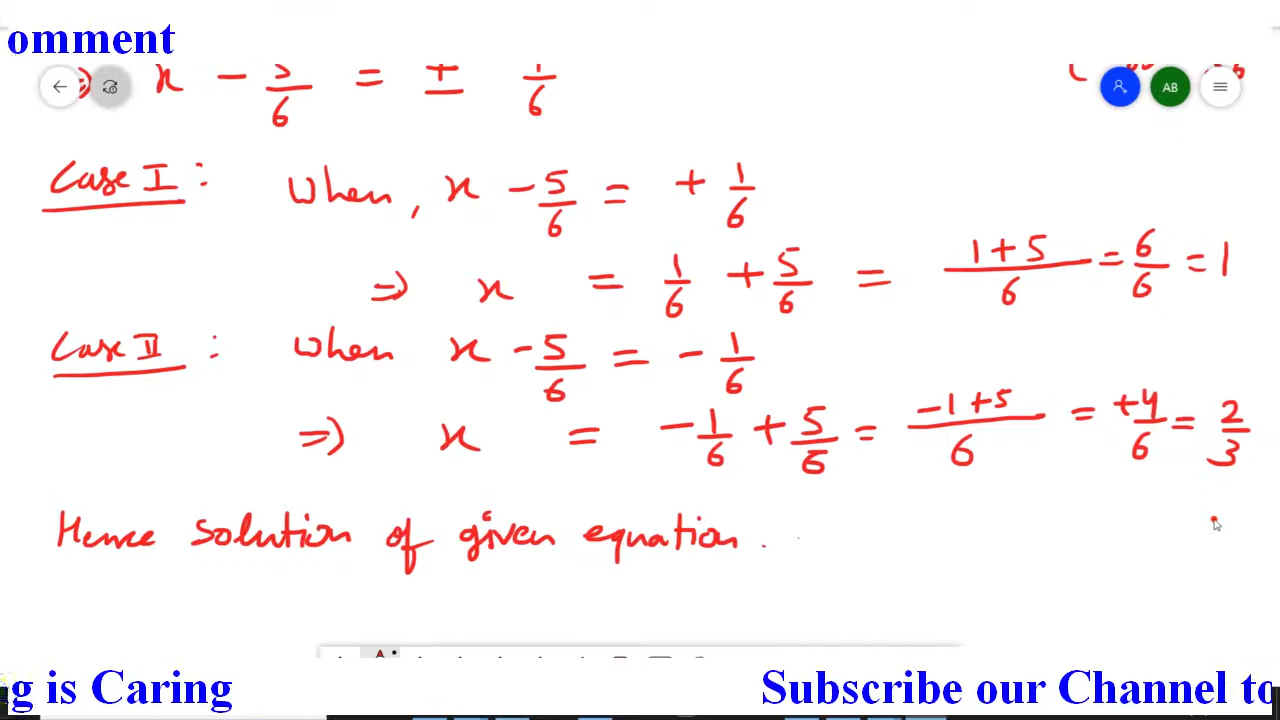 omment
⇒ x - 5/6 = ± 1/6
AB
Case I : When, x - 5/6 = + 1/6
⇒ x = 1/6 + 5/6 = (1+5)/6 = 6/6 = 1
Case II : When x - 5/6 = - 1/6
⇒ x = - 1/6 + 5/6 = (-1+5)/6 = +4/6 = 2/3
Hence solution of given equation.
g is Caring
Subscribe our Channel to